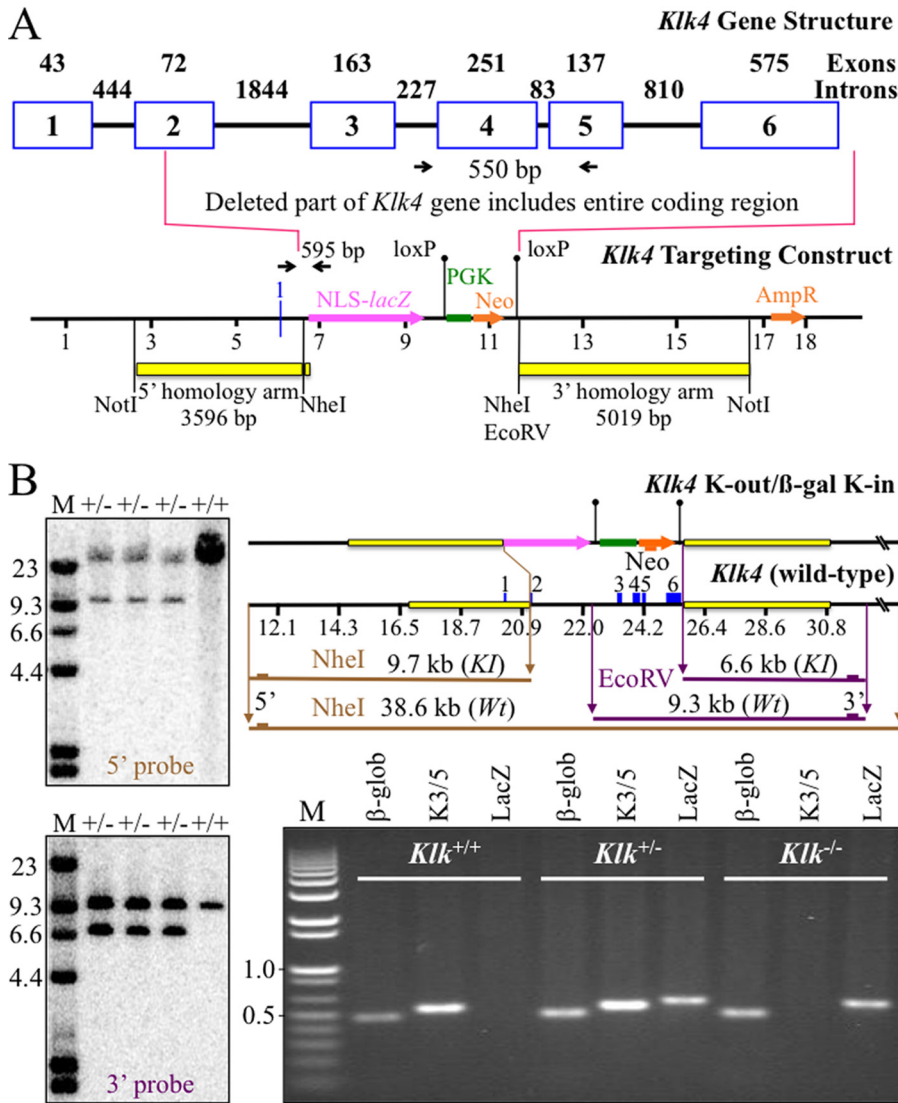 A
Klk4 Gene Structure
43 72 163 251 137 575 Exons
444 1844 227 83 810 Introns
1 2 3 4 5 6
550 bp
Deleted part of Klk4 gene includes entire coding region
595 bp loxP loxP Klk4 Targeting Construct
PGK
1 NLS-lacZ Neo AmpR
1 3 5 7 9 11 13 15 17 18
5' homology arm 3' homology arm
NotI 3596 bp NheI NheI 5019 bp NotI
EcoRV
B
Klk4 K-out/ß-gal K-in
M +/- +/- +/- +/+
23
9.3
6.6
4.4
5' probe
Neo
Klk4 (wild-type)
1 2 3 4 5 6
12.1 14.3 16.5 18.7 20.9 22.0 24.2 26.4 28.6 30.8
NheI 9.7 kb (KI) EcoRV 6.6 kb (KI)
5' NheI 38.6 kb (Wt) 9.3 kb (Wt) 3'
M +/- +/- +/- +/+
23
9.3
6.6
4.4
3' probe
M β-glob K3/5 LacZ β-glob K3/5 LacZ β-glob K3/5 LacZ
Klk+/+ Klk+/- Klk-/-
1.0
0.5